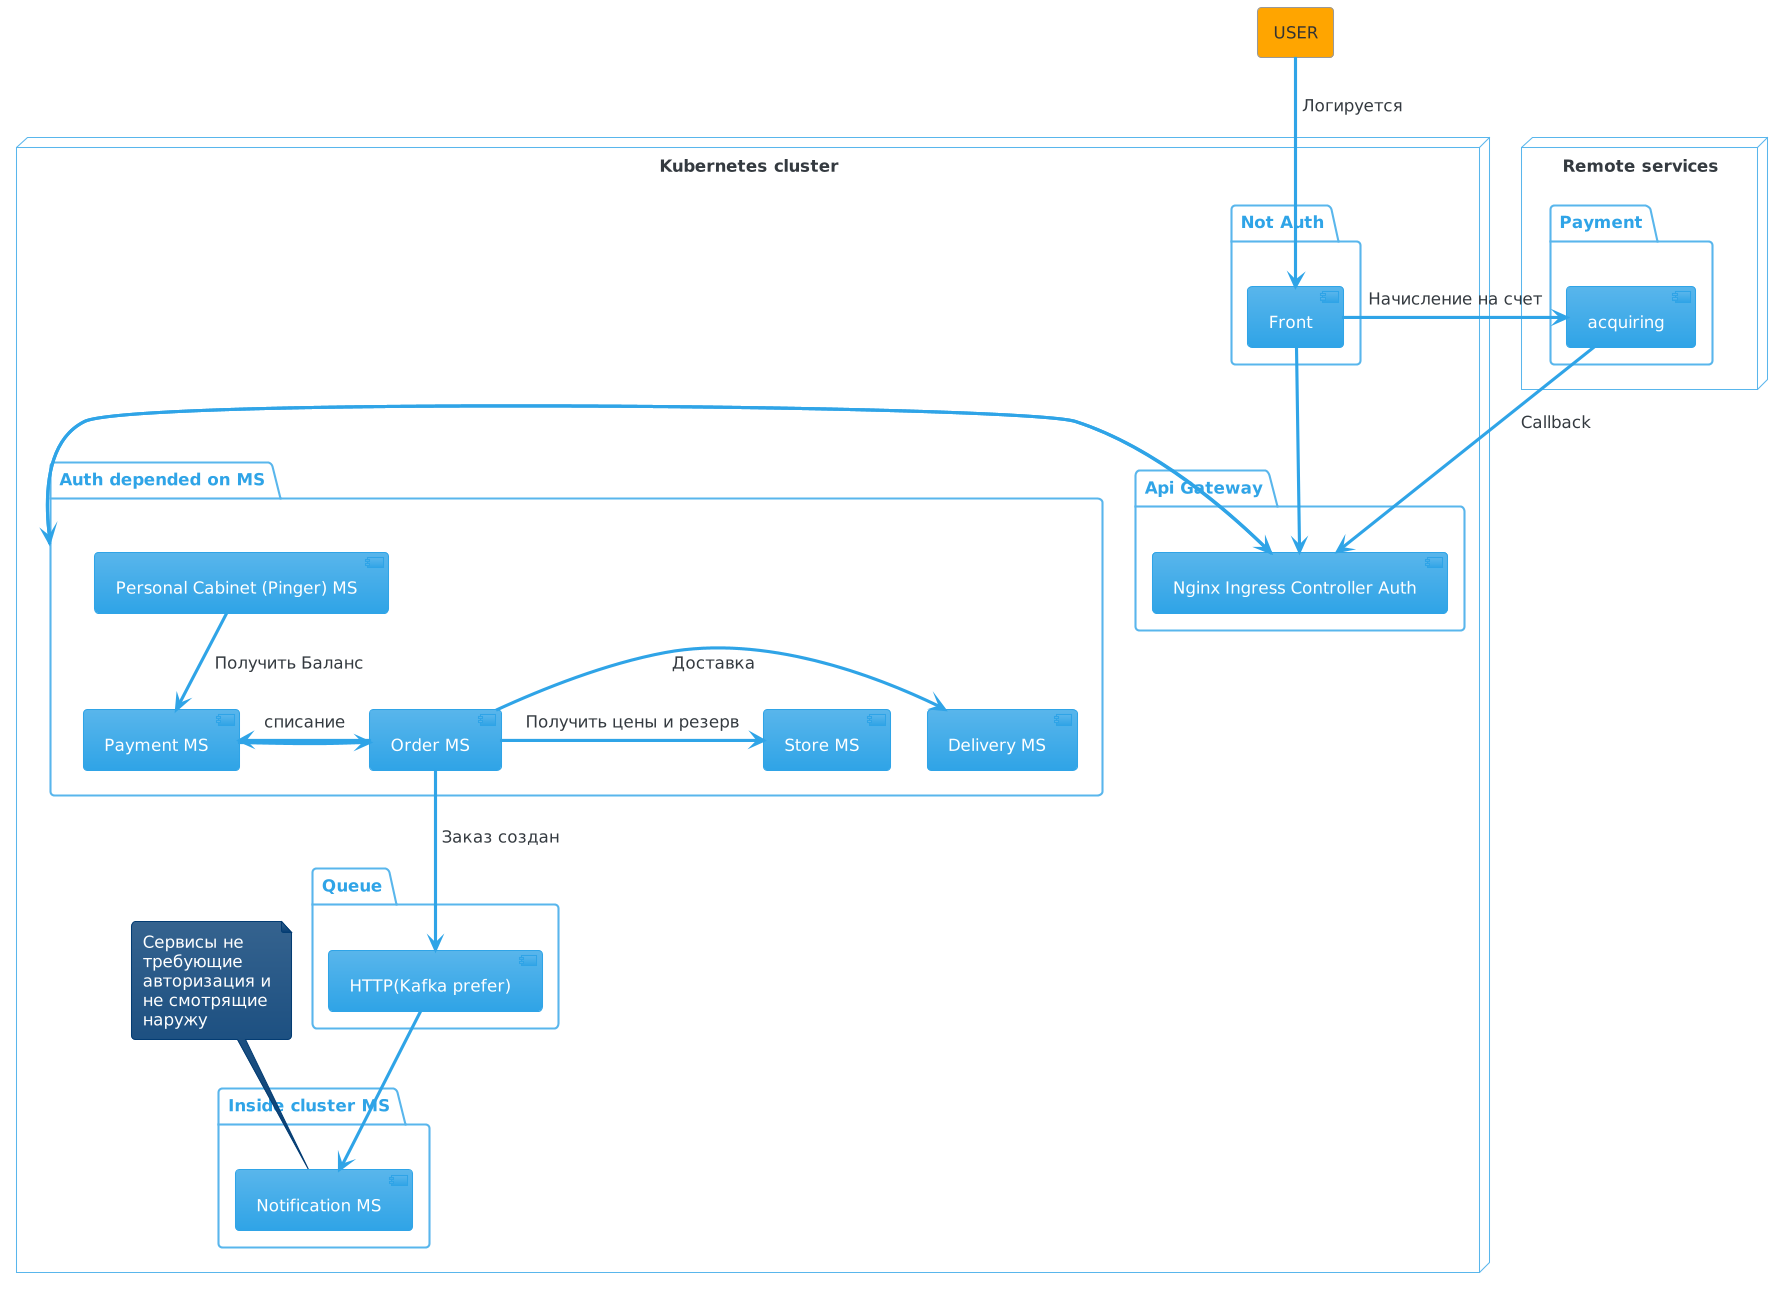 USER
Логируется
Kubernetes cluster
Remote services
Not Auth
Payment
Front
Начисление на счет
acquiring
Callback
Auth depended on MS
Api Gateway
Personal Cabinet (Pinger) MS
Nginx Ingress Controller Auth
Получить Баланс
Доставка
Payment MS
списание
Order MS
Получить цены и резерв
Store MS
Delivery MS
Заказ создан
Queue
HTTP(Kafka prefer)
Сервисы не
требующие
авторизация и
не смотрящие
наружу
Inside cluster MS
Notification MS